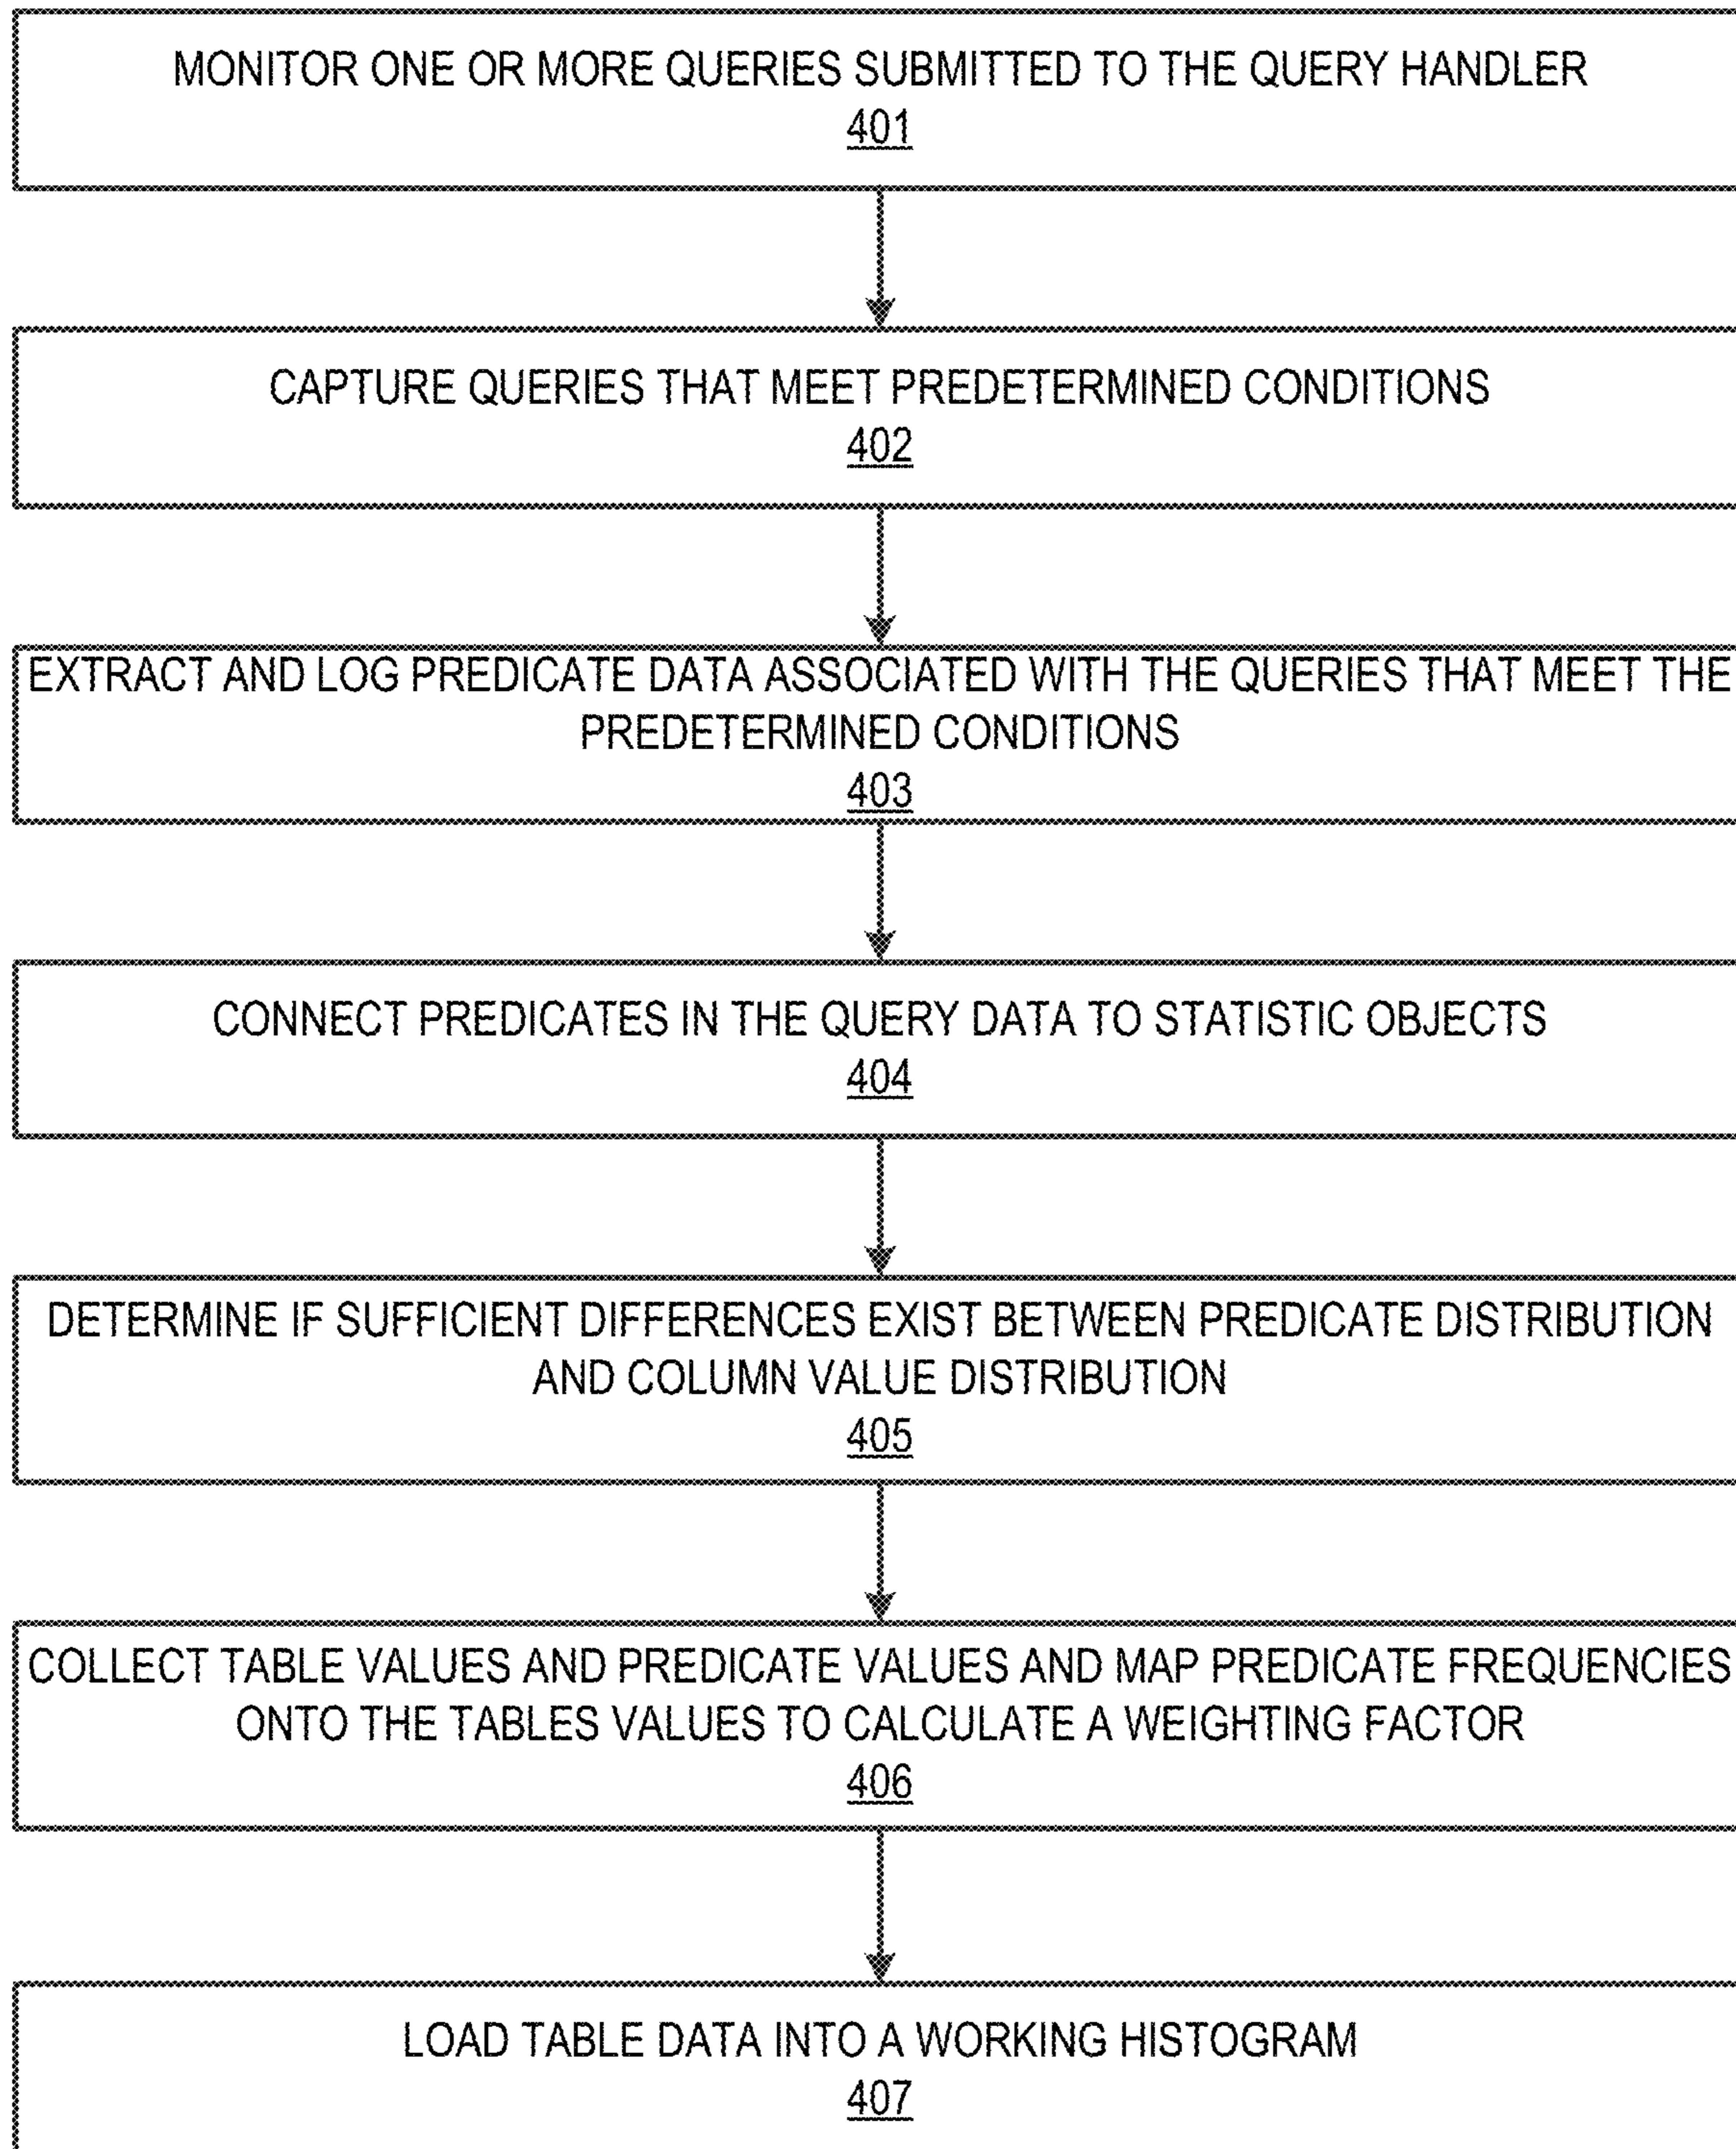 MONITOR ONE OR MORE QUERIES SUBMITTED TO THE QUERY HANDLER
401
CAPTURE QUERIES THAT MEET PREDETERMINED CONDITIONS
402
EXTRACT AND LOG PREDICATE DATA ASSOCIATED WITH THE QUERIES THAT MEET THE
PREDETERMINED CONDITIONS
403
CONNECT PREDICATES IN THE QUERY DATA TO STATISTIC OBJECTS
404
DETERMINE IF SUFFICIENT DIFFERENCES EXIST BETWEEN PREDICATE DISTRIBUTION
AND COLUMN VALUE DISTRIBUTION
405
COLLECT TABLE VALUES AND PREDICATE VALUES AND MAP PREDICATE FREQUENCIES
ONTO THE TABLES VALUES TO CALCULATE A WEIGHTING FACTOR
406
LOAD TABLE DATA INTO A WORKING HISTOGRAM
407